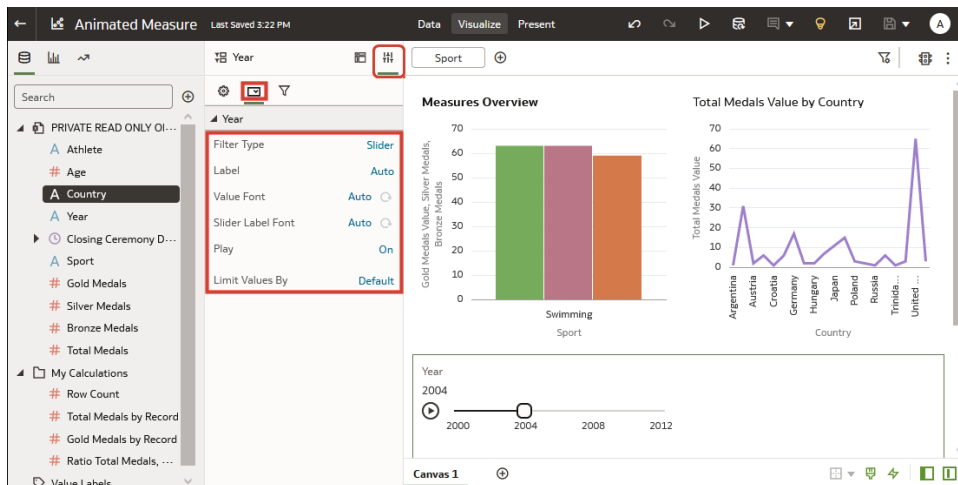 Animated Measure Last Saved 3:22 PM Data Visualize Present A
Search
PRIVATE READ ONLY Ol...
A Athlete
# Age
A Country
A Year
Closing Ceremony D...
A Sport
# Gold Medals
# Silver Medals
# Bronze Medals
# Total Medals
My Calculations
# Row Count
# Total Medals by Record
# Gold Medals by Record
# Ratio Total Medals, ...
Value Labels
Year
Year
Filter Type Slider
Label Auto
Value Font Auto
Slider Label Font Auto
Play On
Limit Values By Default
Sport
Measures Overview
Gold Medals Value, Silver Medals,
Bronze Medals
70
60
50
40
30
20
10
0
Swimming
Sport
Total Medals Value by Country
Total Medals Value
70
60
50
40
30
20
10
0
Argentina
Austria
Croatia
Germany
Hungary
Japan
Poland
Russia
Trinida...
United ...
Country
Year
2004
2000 2004 2008 2012
Canvas 1